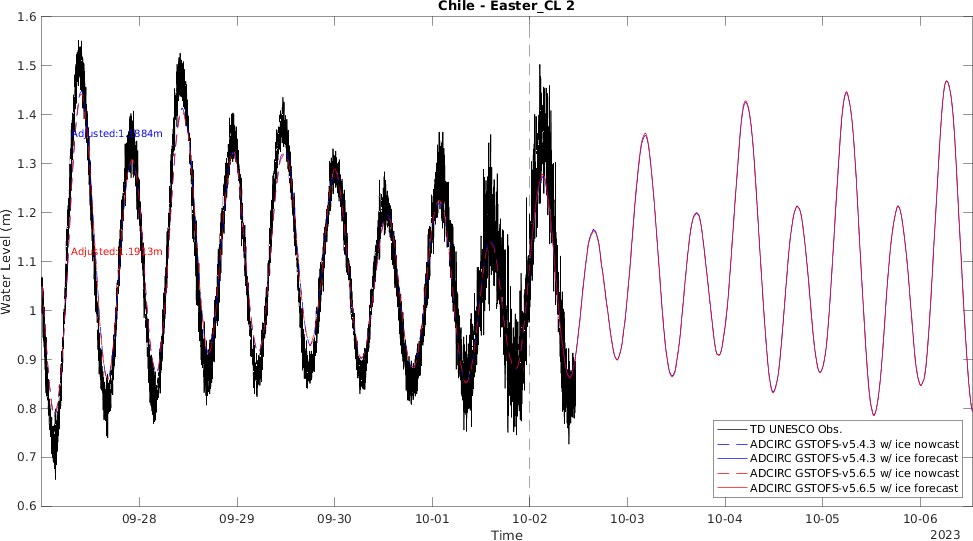 Chile - Easter_CL 2
1.6
1.5
1.4
1.3
1.2
1.1
1
0.9
0.8
0.7
0.6
Water Level (m)
Adjusted:
Adjusted:
TD UNESCO Obs.
ADCIRC GSTOFS-v5.4.3 w/ ice nowcast
ADCIRC GSTOFS-v5.4.3 w/ ice forecast
ADCIRC GSTOFS-v5.6.5 w/ ice nowcast
ADCIRC GSTOFS-v5.6.5 w/ ice forecast
09-28 09-29 09-30 10-01 10-02 10-03 10-04 10-05 10-06
Time
2023